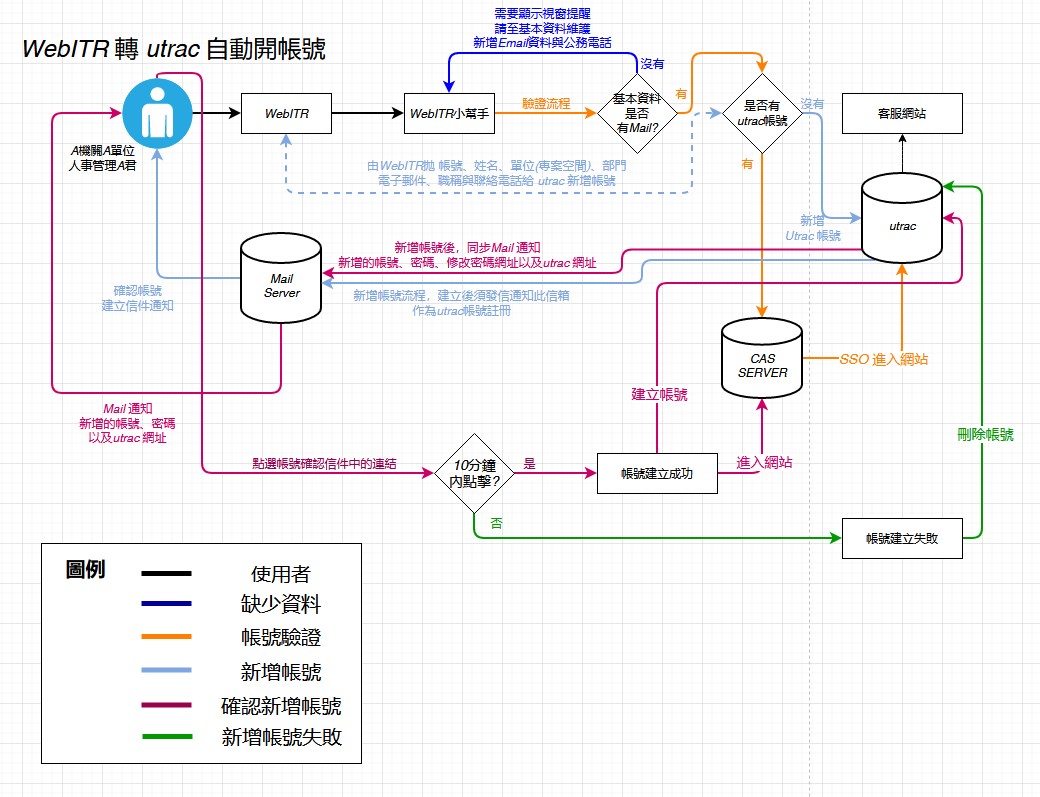 WebITR 轉 utrac 自動開帳號
需要顯示視窗提醒
請至基本資料維護
新增Email資料與公務電話
沒有
A機關A單位
人事管理A君
WebITR
WebITR小幫手
驗證流程
基本資料
是否
有Mail?
有
是否有
utrac帳號
沒有
有
客服網站
由WebITR拋 帳號、姓名、單位(專案空間)、部門
電子郵件、職稱與聯絡電話給 utrac 新增帳號
新增
Utrac 帳號
utrac
新增帳號後，同步Mail 通知
新增的帳號、密碼、修改密碼網址以及utrac 網址
Mail
Server
新增帳號流程，建立後須發信通知此信箱
作為utrac帳號註冊
確認帳號
建立信件通知
CAS
SERVER
SSO 進入網站
建立帳號
Mail 通知
新增的帳號、密碼
以及utrac 網址
刪除帳號
點選帳號確認信件中的連結
10分鐘
內點擊?
是
帳號建立成功
進入網站
否
帳號建立失敗
圖例
使用者
缺少資料
帳號驗證
新增帳號
確認新增帳號
新增帳號失敗